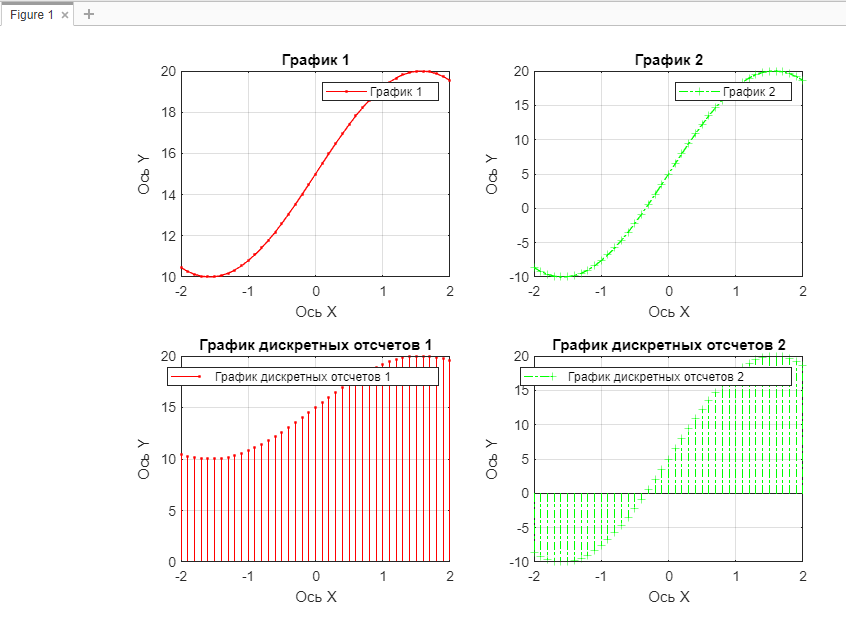 Figure 1 × +
График 1
20
18
16
14
12
10
-2 -1 0 1 2
Ось Y
Ось X
График 1
График 2
20
15
10
5
0
-5
-10
-2 -1 0 1 2
Ось Y
Ось X
График 2
График дискретных отсчетов 1
20
15
10
5
0
-2 -1 0 1 2
Ось Y
Ось X
График дискретных отсчетов 1
График дискретных отсчетов 2
20
15
10
5
0
-5
-10
-2 -1 0 1 2
Ось Y
Ось X
График дискретных отсчетов 2